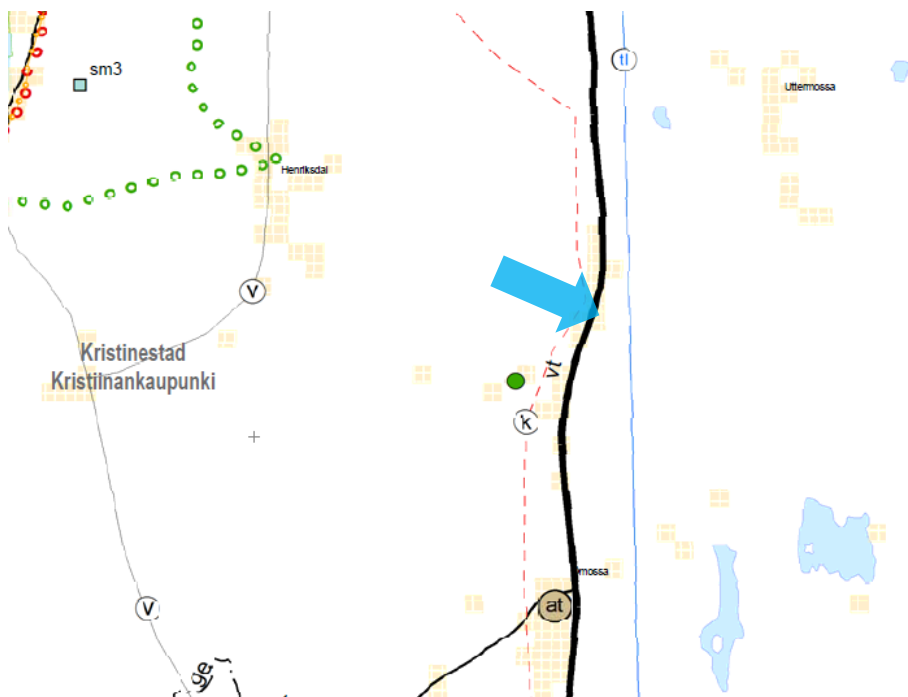 tl
sm3
Uttermossa
Henriksdal
v
Kristinestad
Kristiinankaupunki
vt
k
mossa
at
v
ge